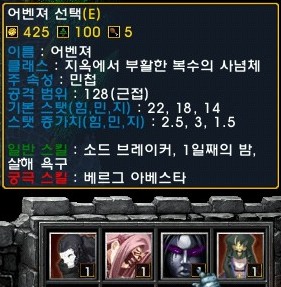 어벤져 선택(E)
425 100 5
이름 : 어벤져
클래스 : 지옥에서 부활한 복수의 사념체
주 속성 : 민첩
공격 범위 : 128(근접)
기본 스탯(힘,민,지) : 22, 18, 14
스탯 증가치(힘,민,지) : 2.5, 3, 1.5
일반 스킬 : 소드 브레이커, 1일째의 밤,
살해 욕구
궁극 스킬 : 베르그 아베스타
1 1 1 1